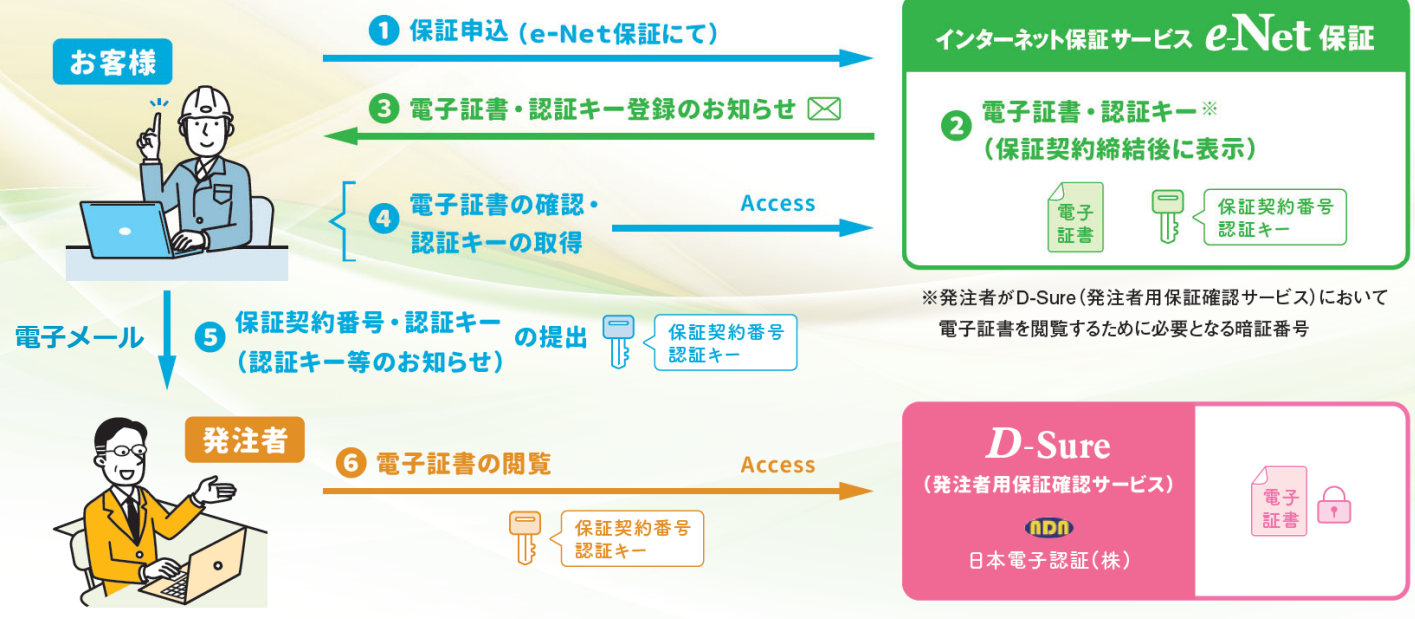 お客様
❶ 保証申込 (e-Net保証にて)
インターネット保証サービス e-Net 保証
❷ 電子証書・認証キー※
(保証契約締結後に表示)
電子
証書
保証契約番号
認証キー
※発注者がD-Sure(発注者用保証確認サービス)において
電子証書を閲覧するために必要となる暗証番号
❸ 電子証書・認証キー登録のお知らせ
❹ 電子証書の確認・
認証キーの取得
Access
電子メール
❺ 保証契約番号・認証キー
(認証キー等のお知らせ)
の提出
保証契約番号
認証キー
発注者
❻ 電子証書の閲覧
Access
保証契約番号
認証キー
D-Sure
(発注者用保証確認サービス)
NDN
日本電子認証(株)
電子
証書